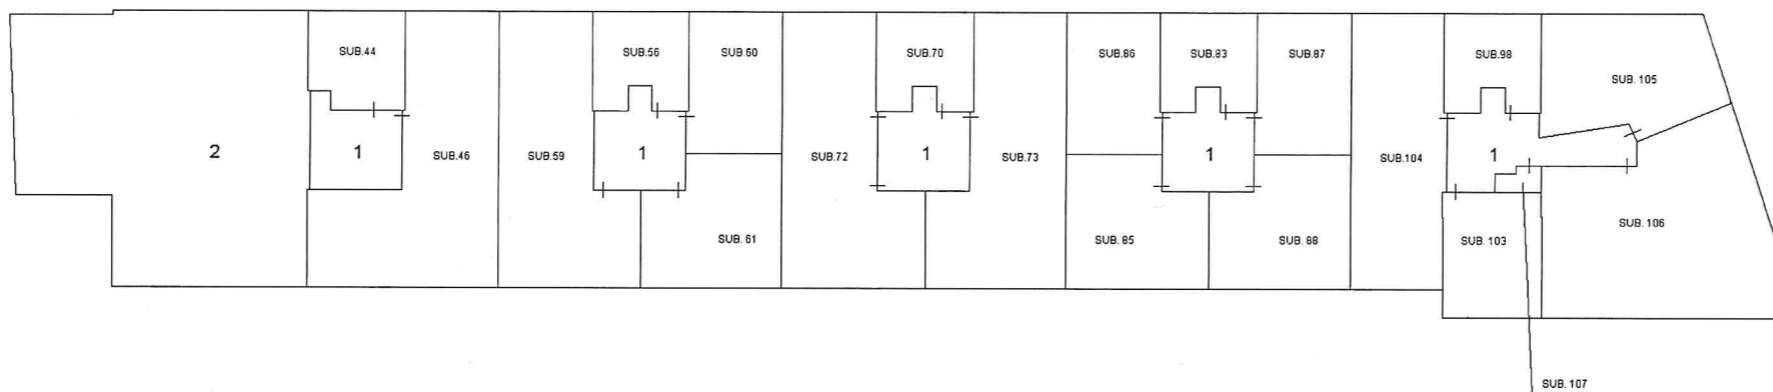 SUB.44
SUB.56
SUB.60
SUB.70
SUB.86
SUB.83
SUB.87
SUB.98
SUB. 105
2
1
SUB.46
SUB.59
1
SUB.72
1
SUB.73
1
SUB.104
1
SUB. 61
SUB. 85
SUB. 88
SUB. 103
SUB. 106
SUB. 107